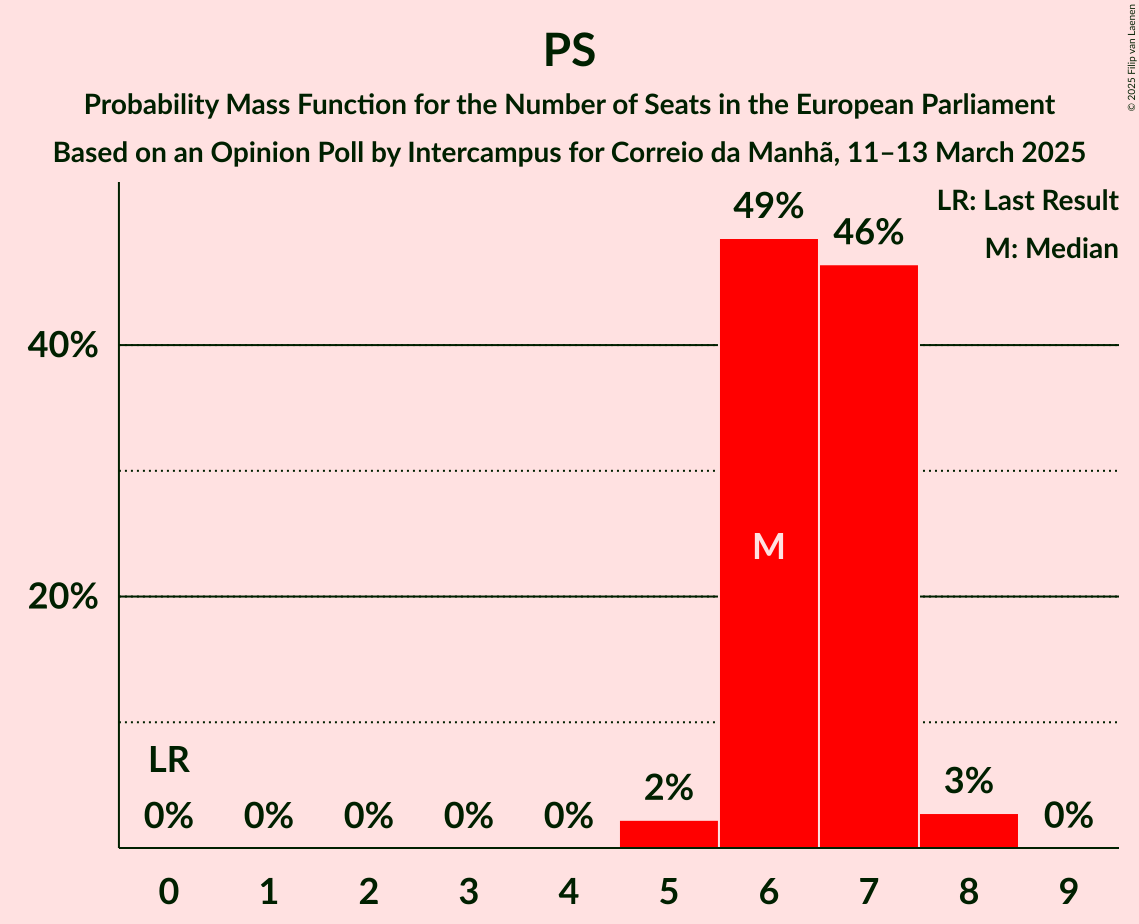 PS
Probability Mass Function for the Number of Seats in the European Parliament
Based on an Opinion Poll by Intercampus for Correio da Manhã, 11–13 March 2025
© 2025 Filip van Laenen
LR: Last Result
M: Median
49%
46%
40%
M
20%
LR
0% 0% 0% 0% 0% 2% 3% 0%
0 1 2 3 4 5 6 7 8 9